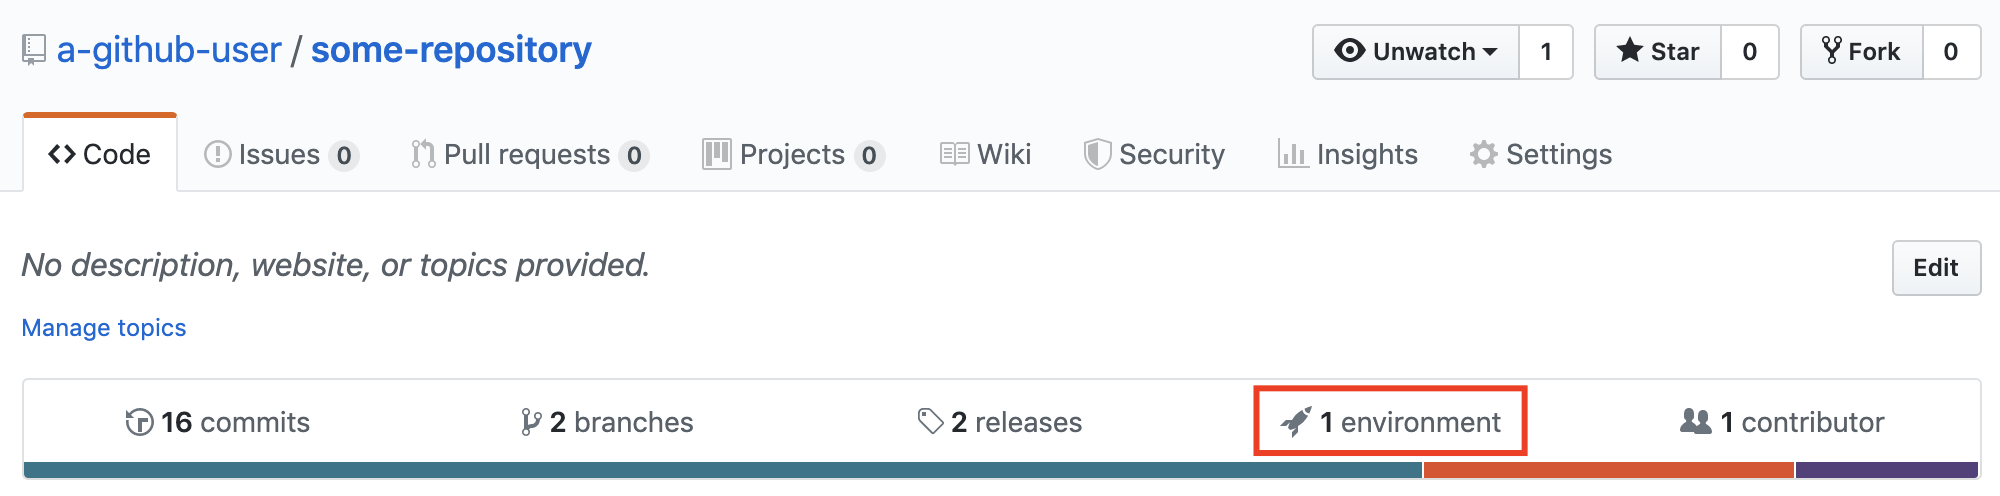 a-github-user / some-repository
Unwatch 1 Star 0 Fork 0
Code Issues 0 Pull requests 0 Projects 0 Wiki Security Insights Settings
No description, website, or topics provided.
Edit
Manage topics
16 commits 2 branches 2 releases 1 environment 1 contributor